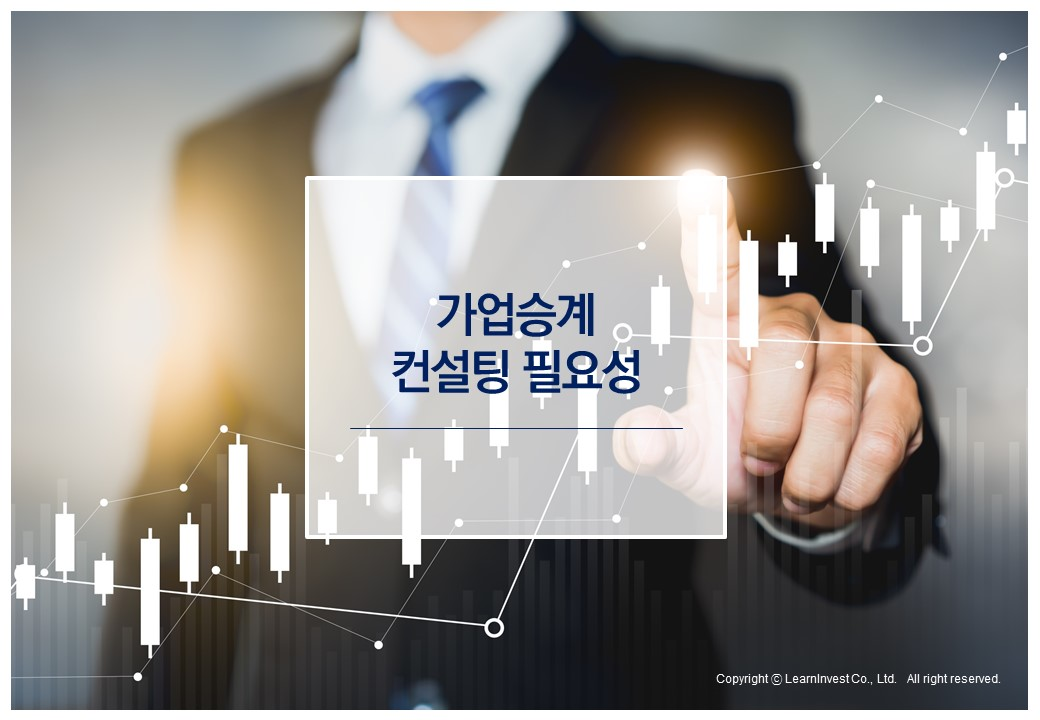 가업승계
컨설팅 필요성
Copyright ⓒ LearnInvest Co., Ltd. All right reserved.